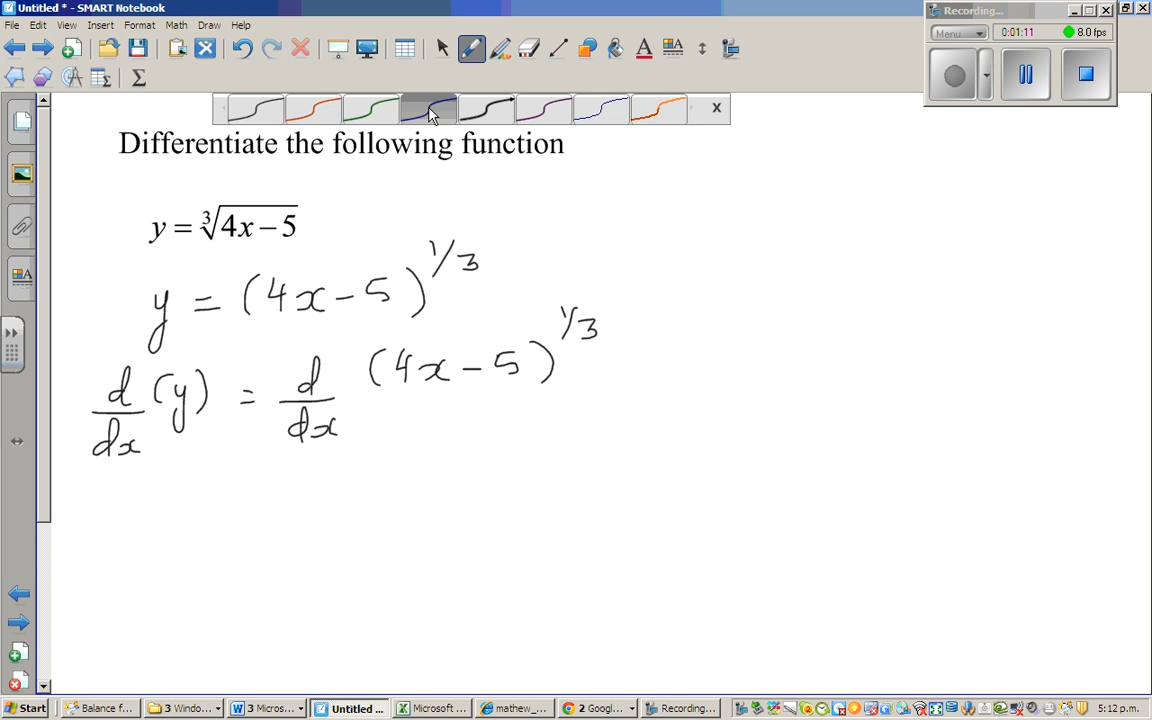 Untitled * - SMART Notebook
Recording...
File Edit View Insert Format Math Draw Help
Menu 0:01:11 8.0 fps
Differentiate the following function
y = ∛(4x − 5)
y = (4x − 5)^1/3
d/dx (y) = d/dx (4x − 5)^1/3
Start Balance f... 3 Windo... 3 Micros... Untitled ... Microsoft ... mathew_... 2 Googl... Recording... 5:12 p.m.